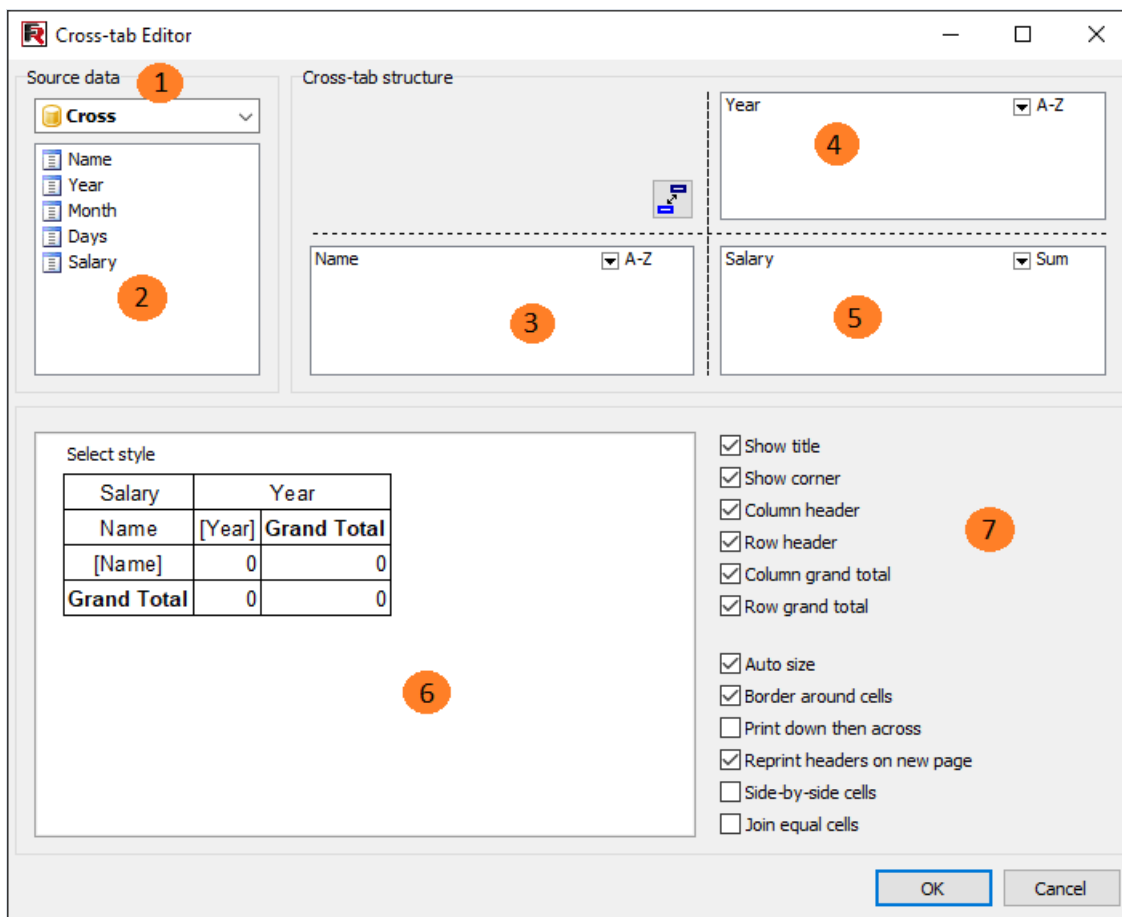 Cross-tab Editor
Source data
1
Cross-tab structure
Cross
Name
Year
Month
Days
Salary
2
Year A-Z
4
Name A-Z
3
Salary Sum
5
Select style
Salary Year
Name [Year] Grand Total
[Name] 0 0
Grand Total 0 0
6
Show title
Show corner
Column header
Row header
Column grand total
Row grand total
7
Auto size
Border around cells
Print down then across
Reprint headers on new page
Side-by-side cells
Join equal cells
OK Cancel